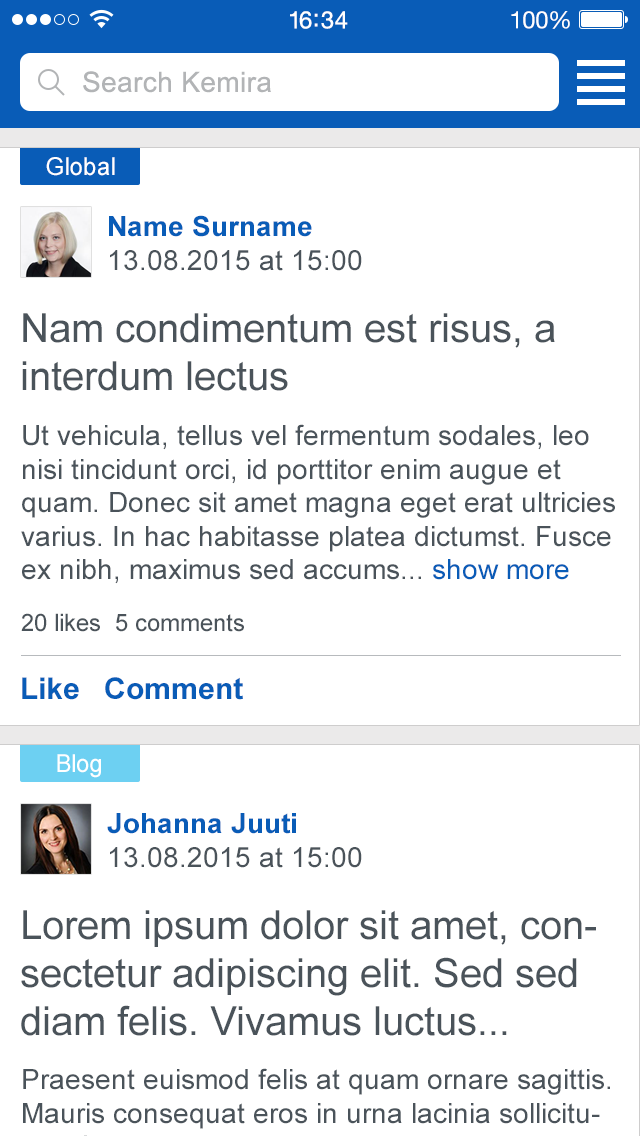 16:34
100%
Search Kemira
Global
Name Surname
13.08.2015 at 15:00
Nam condimentum est risus, a
interdum lectus
Ut vehicula, tellus vel fermentum sodales, leo
nisi tincidunt orci, id porttitor enim augue et
quam. Donec sit amet magna eget erat ultricies
varius. In hac habitasse platea dictumst. Fusce
ex nibh, maximus sed accums... show more
20 likes 5 comments
Like Comment
Blog
Johanna Juuti
13.08.2015 at 15:00
Lorem ipsum dolor sit amet, con-
sectetur adipiscing elit. Sed sed
diam felis. Vivamus luctus...
Praesent euismod felis at quam ornare sagittis.
Mauris consequat eros in urna lacinia sollicitu-